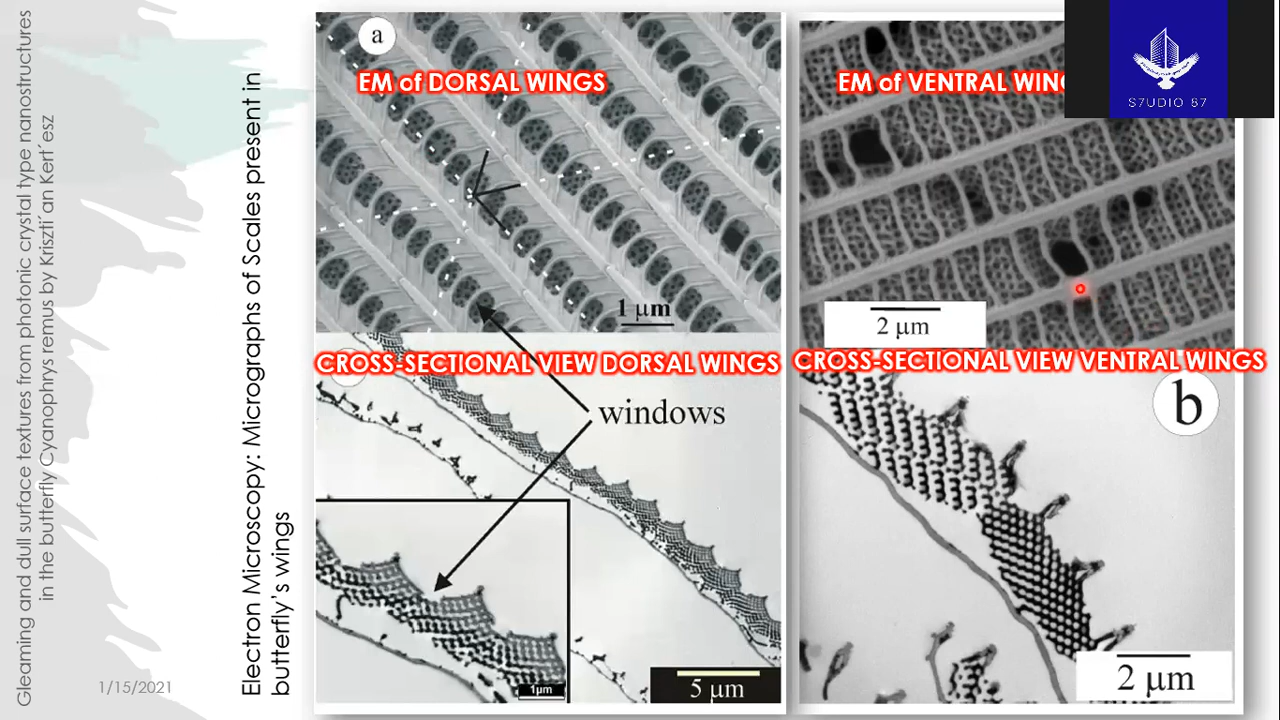 Gleaming and dull surface textures from photonic crystal type nanostructures
in the butterfly Cyanophrys remus by Kriszti´an Kert´esz
1/15/2021
Electron Microscopy: Micrographs of Scales present in
butterfly's wings
a
EM of DORSAL WINGS
1 μm
CROSS-SECTIONAL VIEW DORSAL WINGS
windows
1μm
5 μm
EM of VENTRAL WING
S7UDIO 87
2 μm
CROSS-SECTIONAL VIEW VENTRAL WINGS
b
2 μm